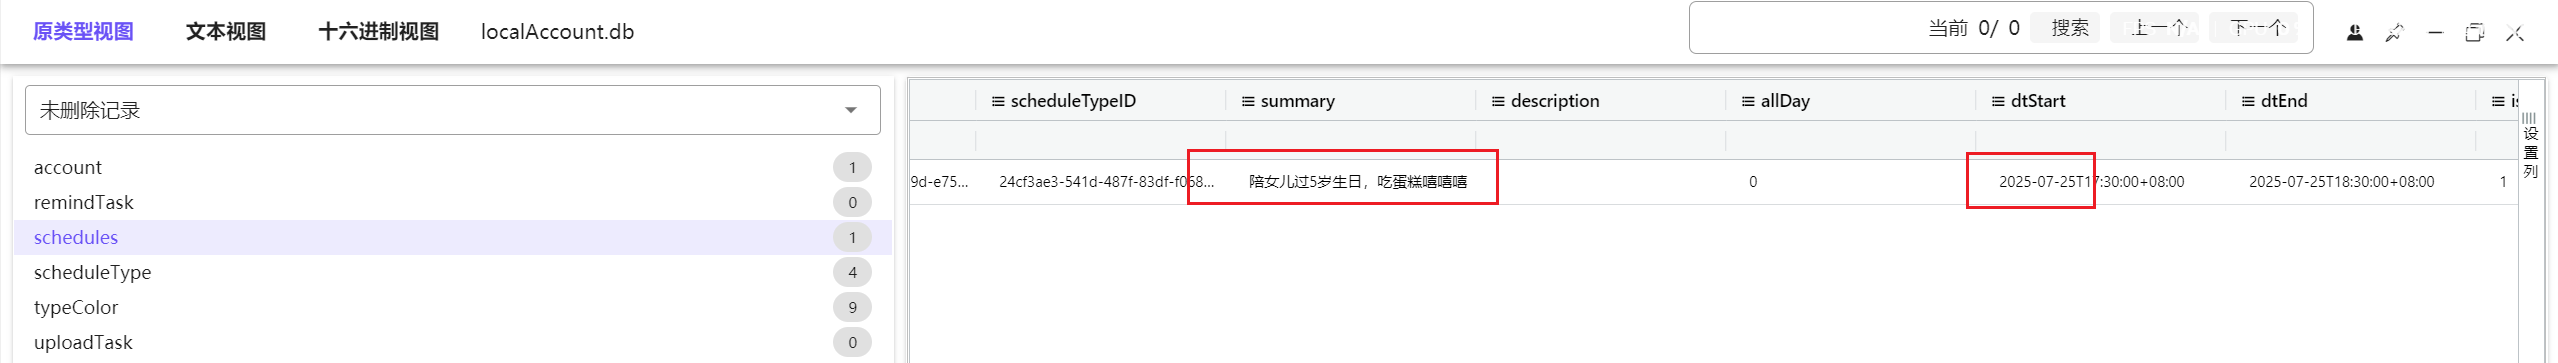 原类型视图 文本视图 十六进制视图 localAccount.db 当前 0/ 0 搜索 上一个 下一个
未删除记录
account 1
remindTask 0
schedules 1
scheduleType 4
typeColor 9
uploadTask 0
scheduleTypeID summary description allDay dtStart dtEnd is
9d-e75... 24cf3ae3-541d-487f-83df-f068... 陪女儿过5岁生日，吃蛋糕嘻嘻嘻 0 2025-07-25T17:30:00+08:00 2025-07-25T18:30:00+08:00 1
设置列